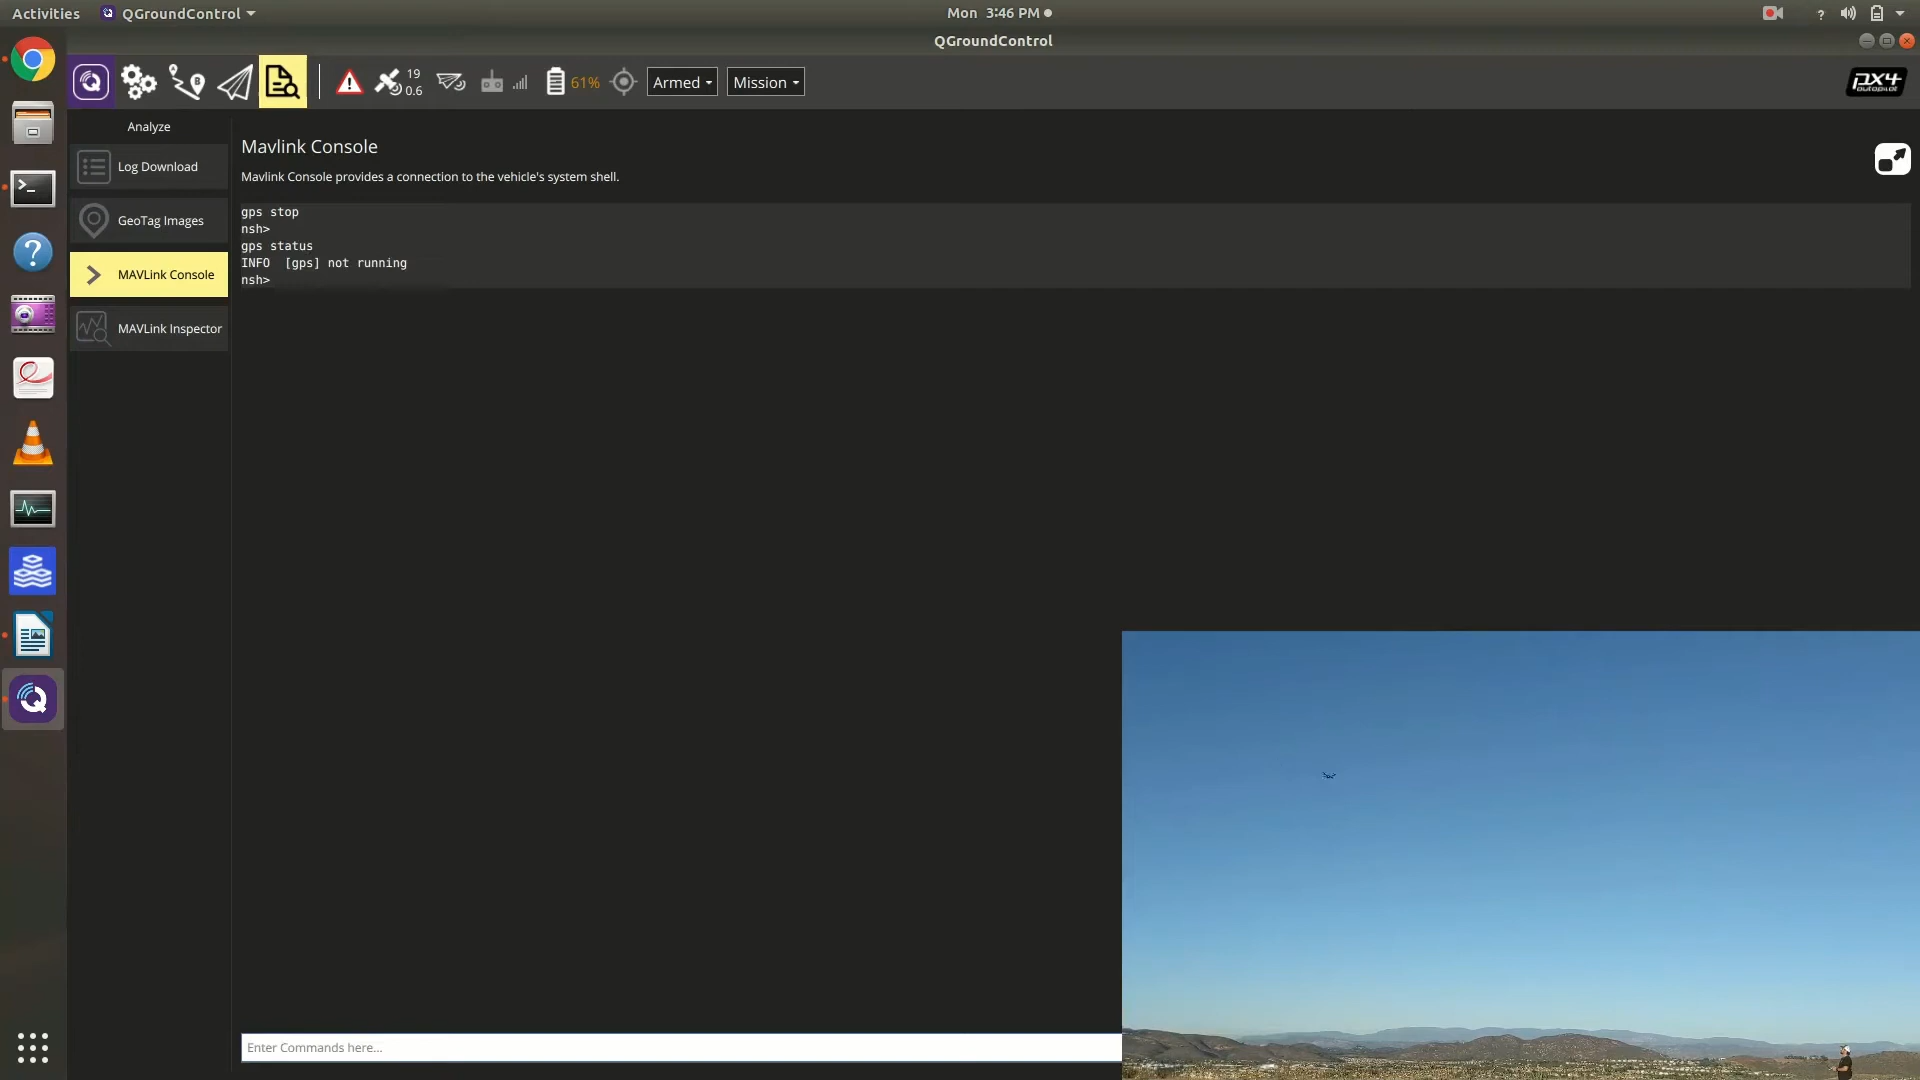 Activities QGroundControl Mon 3:46 PM ?
QGroundControl
19
0.6
61% Armed Mission
PX4
autopilot
Analyze
Log Download
GeoTag Images
MAVLink Console
MAVLink Inspector
Mavlink Console
Mavlink Console provides a connection to the vehicle's system shell.
gps stop
nsh>
gps status
INFO [gps] not running
nsh>
Enter Commands here...